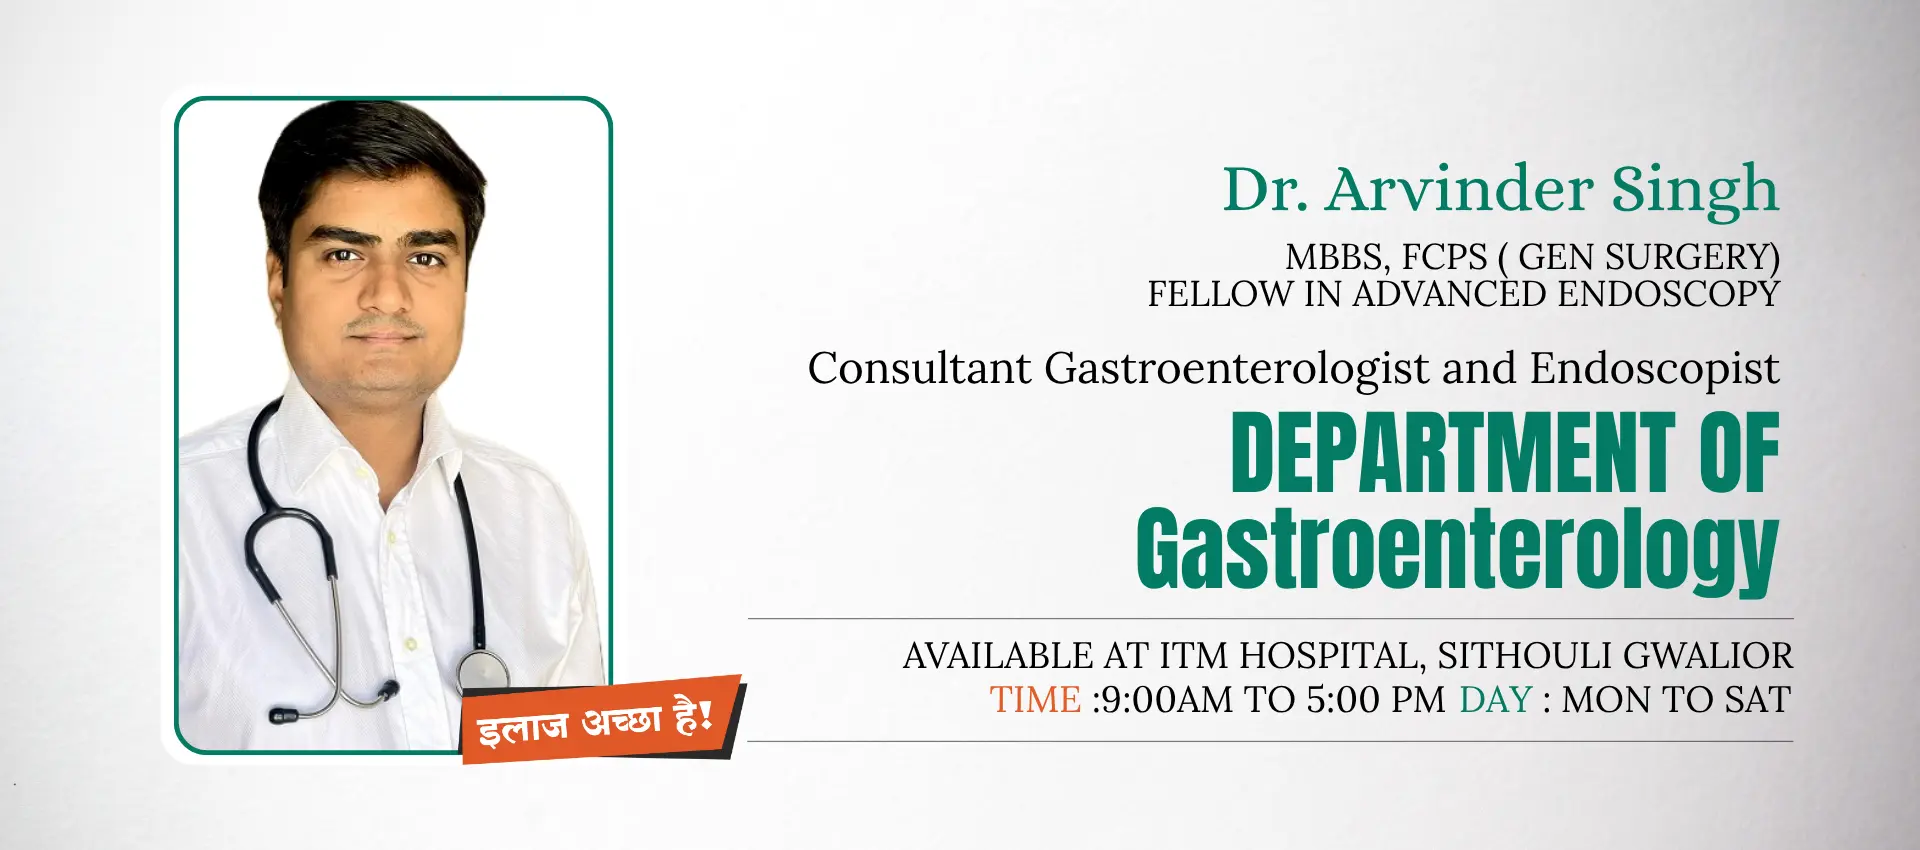 Dr. Arvinder Singh
MBBS, FCPS ( GEN SURGERY)
FELLOW IN ADVANCED ENDOSCOPY
Consultant Gastroenterologist and Endoscopist
DEPARTMENT OF
Gastroenterology
AVAILABLE AT ITM HOSPITAL, SITHOULI GWALIOR
TIME :9:00AM TO 5:00 PM DAY : MON TO SAT
इलाज अच्छा है!